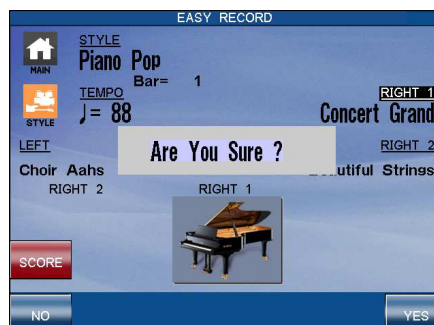 EASY RECORD
MAIN
STYLE
Piano Pop
Bar= 1
TEMPO
♩= 88
STYLE
RIGHT 1
Concert Grand
LEFT
Are You Sure ?
RIGHT 2
Choir Aahs
Strings
RIGHT 2
RIGHT 1
SCORE
NO
YES